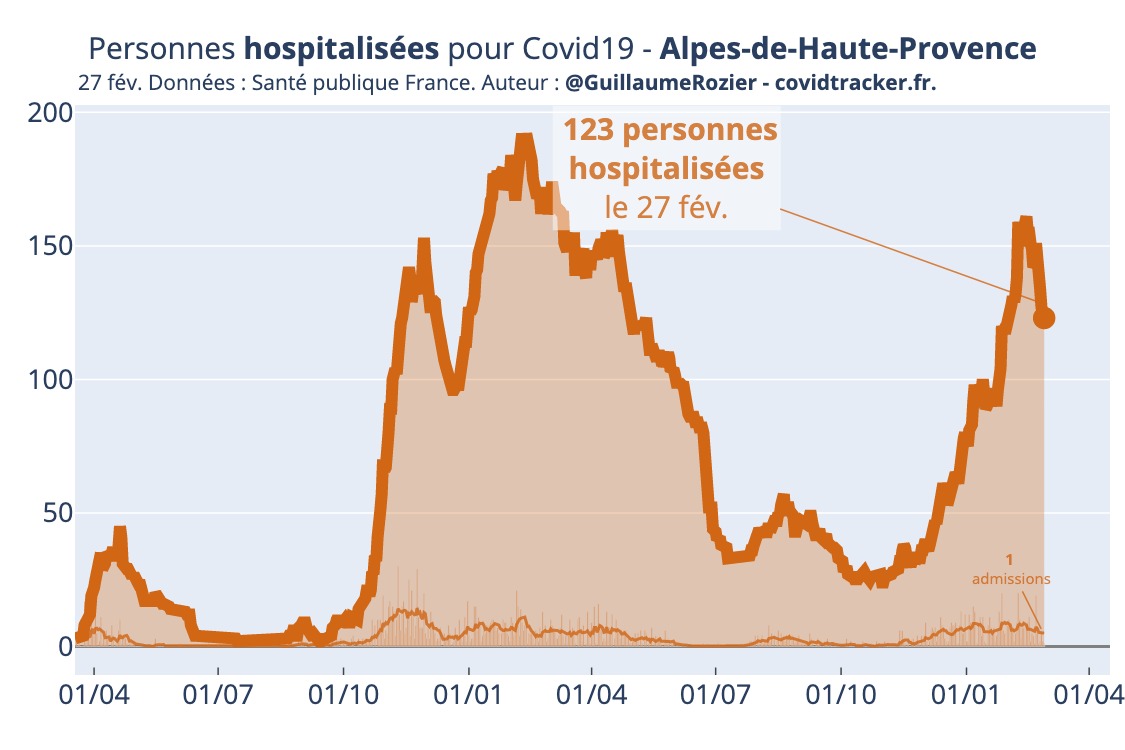 Personnes hospitalisées pour Covid19 - Alpes-de-Haute-Provence
27 fév. Données : Santé publique France. Auteur : @GuillaumeRozier - covidtracker.fr.
200
123 personnes
hospitalisées
le 27 fév.
150
100
50
1
admissions
0
01/04 01/07 01/10 01/01 01/04 01/07 01/10 01/01 01/04